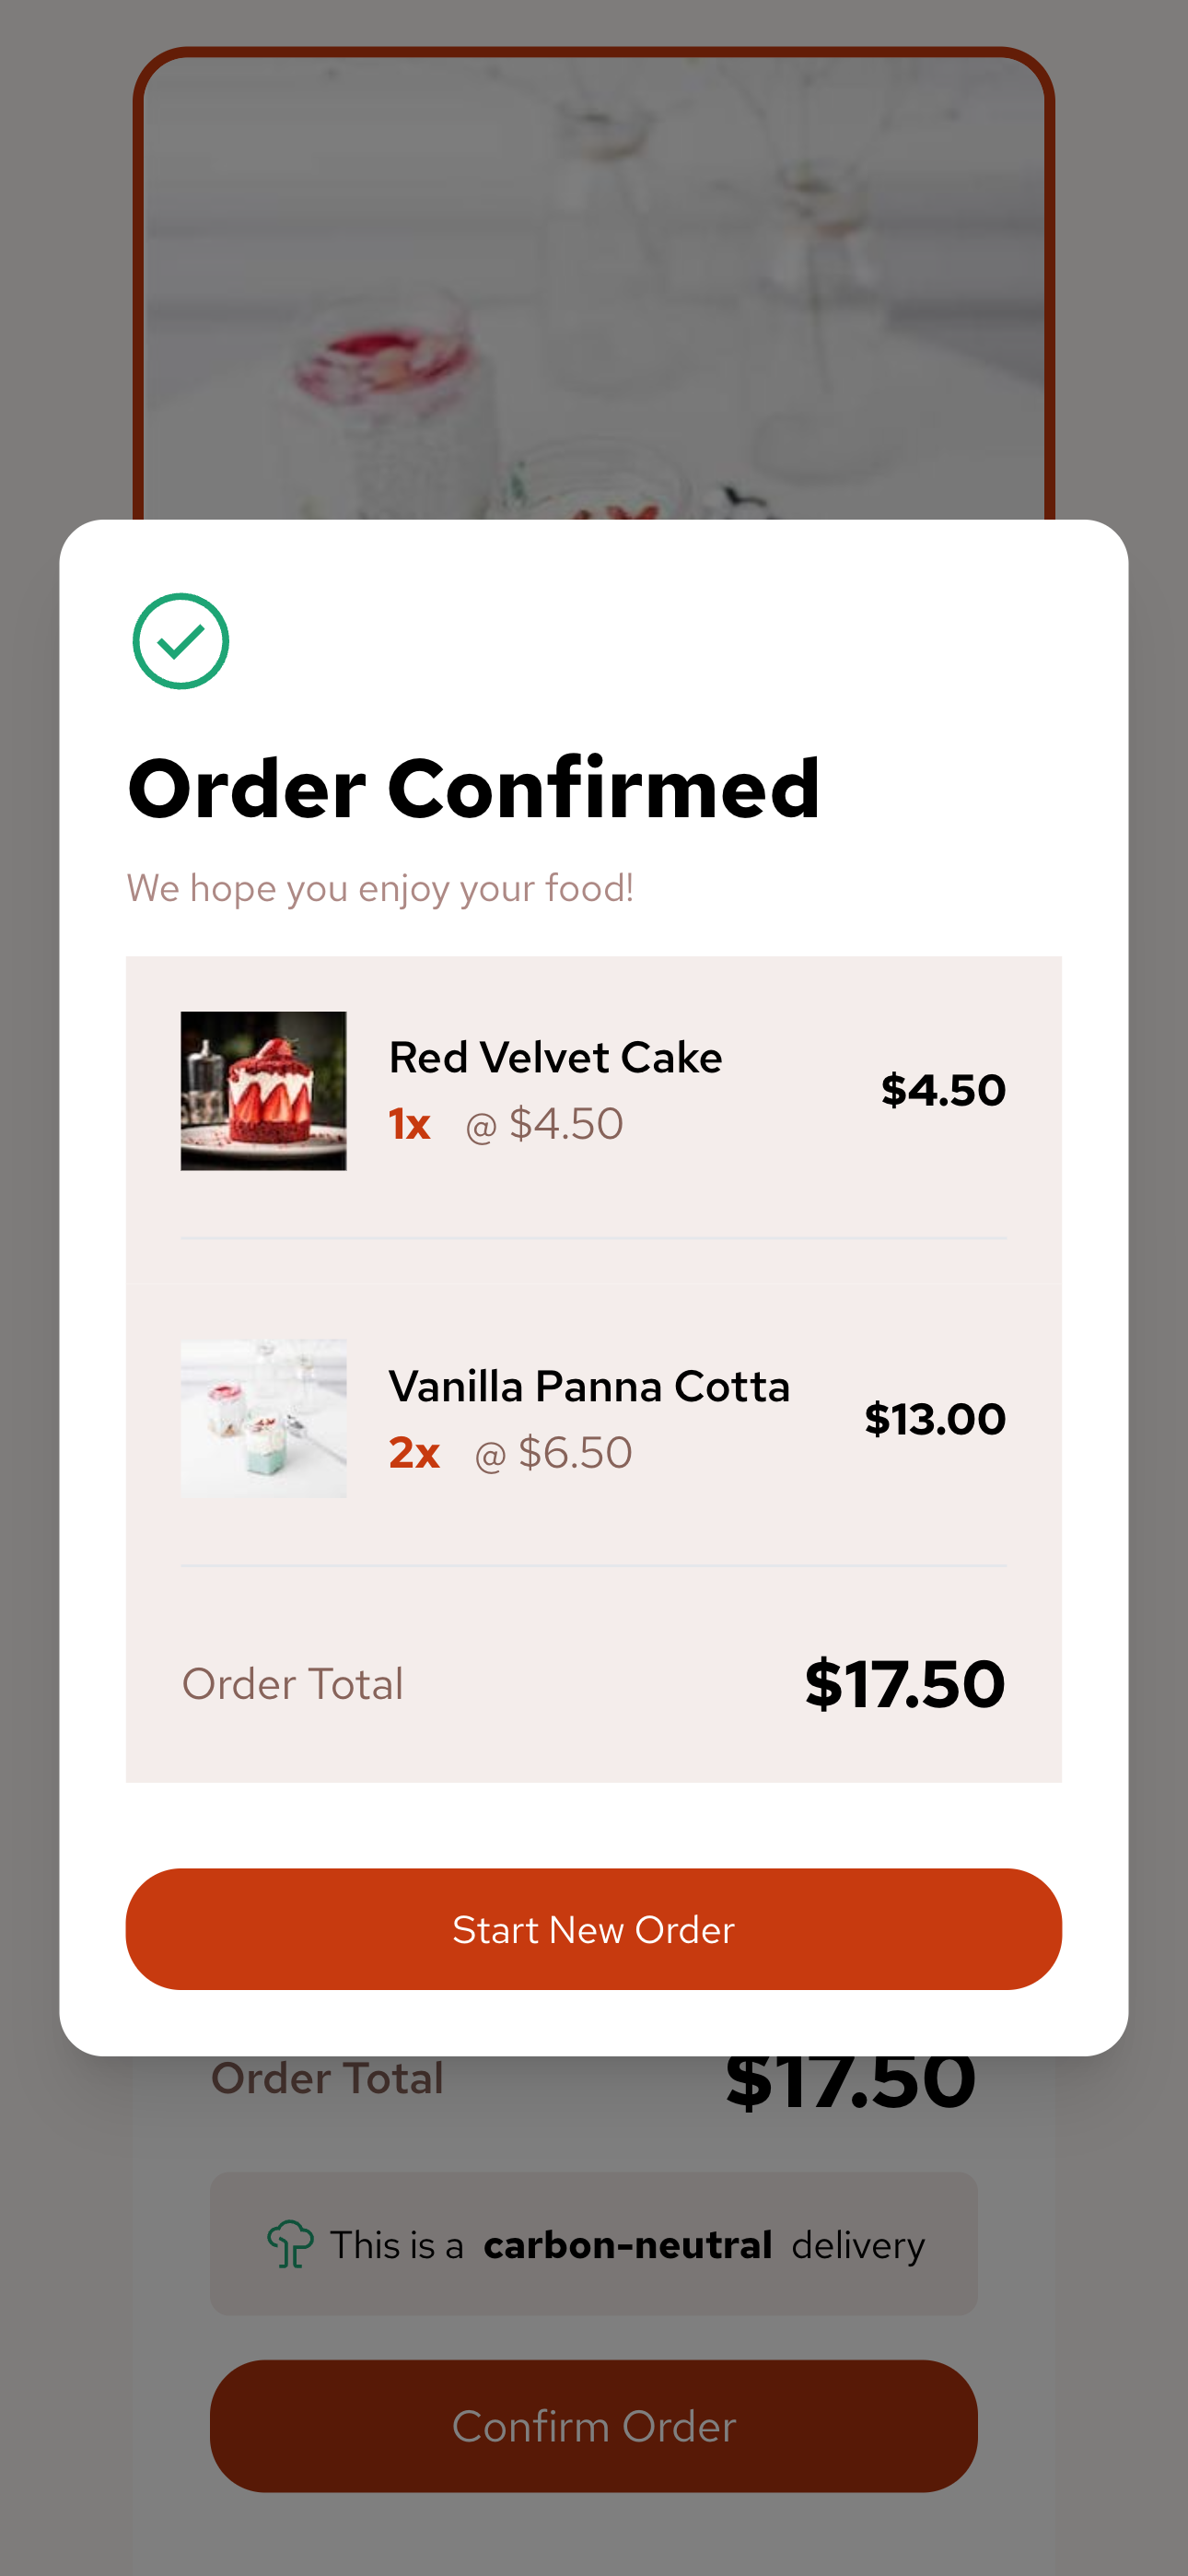 Order Confirmed
We hope you enjoy your food!
Red Velvet Cake
1x @ $4.50
$4.50
Vanilla Panna Cotta
2x @ $6.50
$13.00
Order Total $17.50
Start New Order
Order Total $17.50
This is a carbon-neutral delivery
Confirm Order